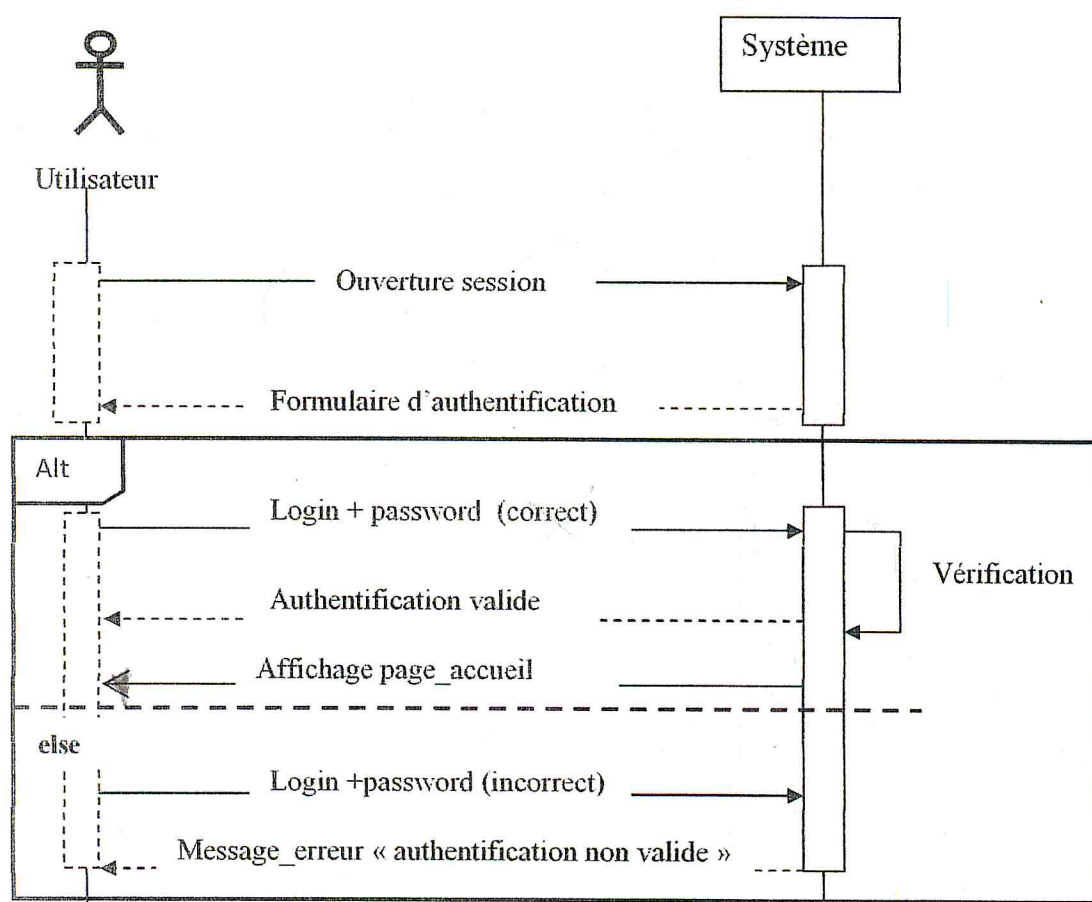 Système
Utilisateur
Ouverture session
Formulaire d'authentification
Alt
Login + password (correct)
Vérification
Authentification valide
Affichage page_accueil
else
Login +password (incorrect)
Message_erreur « authentification non valide »